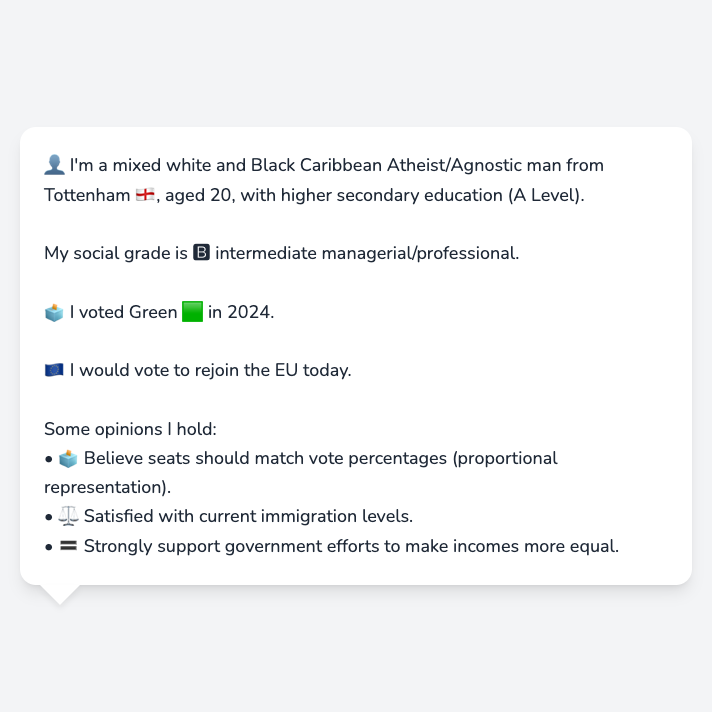 👤 I'm a mixed white and Black Caribbean Atheist/Agnostic man from
Tottenham 🏴󠁧󠁢󠁥󠁮󠁧󠁿, aged 20, with higher secondary education (A Level).
My social grade is 🅱 intermediate managerial/professional.
🗳️ I voted Green 🟩 in 2024.
🇪🇺 I would vote to rejoin the EU today.
Some opinions I hold:
• 🗳️ Believe seats should match vote percentages (proportional
representation).
• ⚖️ Satisfied with current immigration levels.
• 🟰 Strongly support government efforts to make incomes more equal.